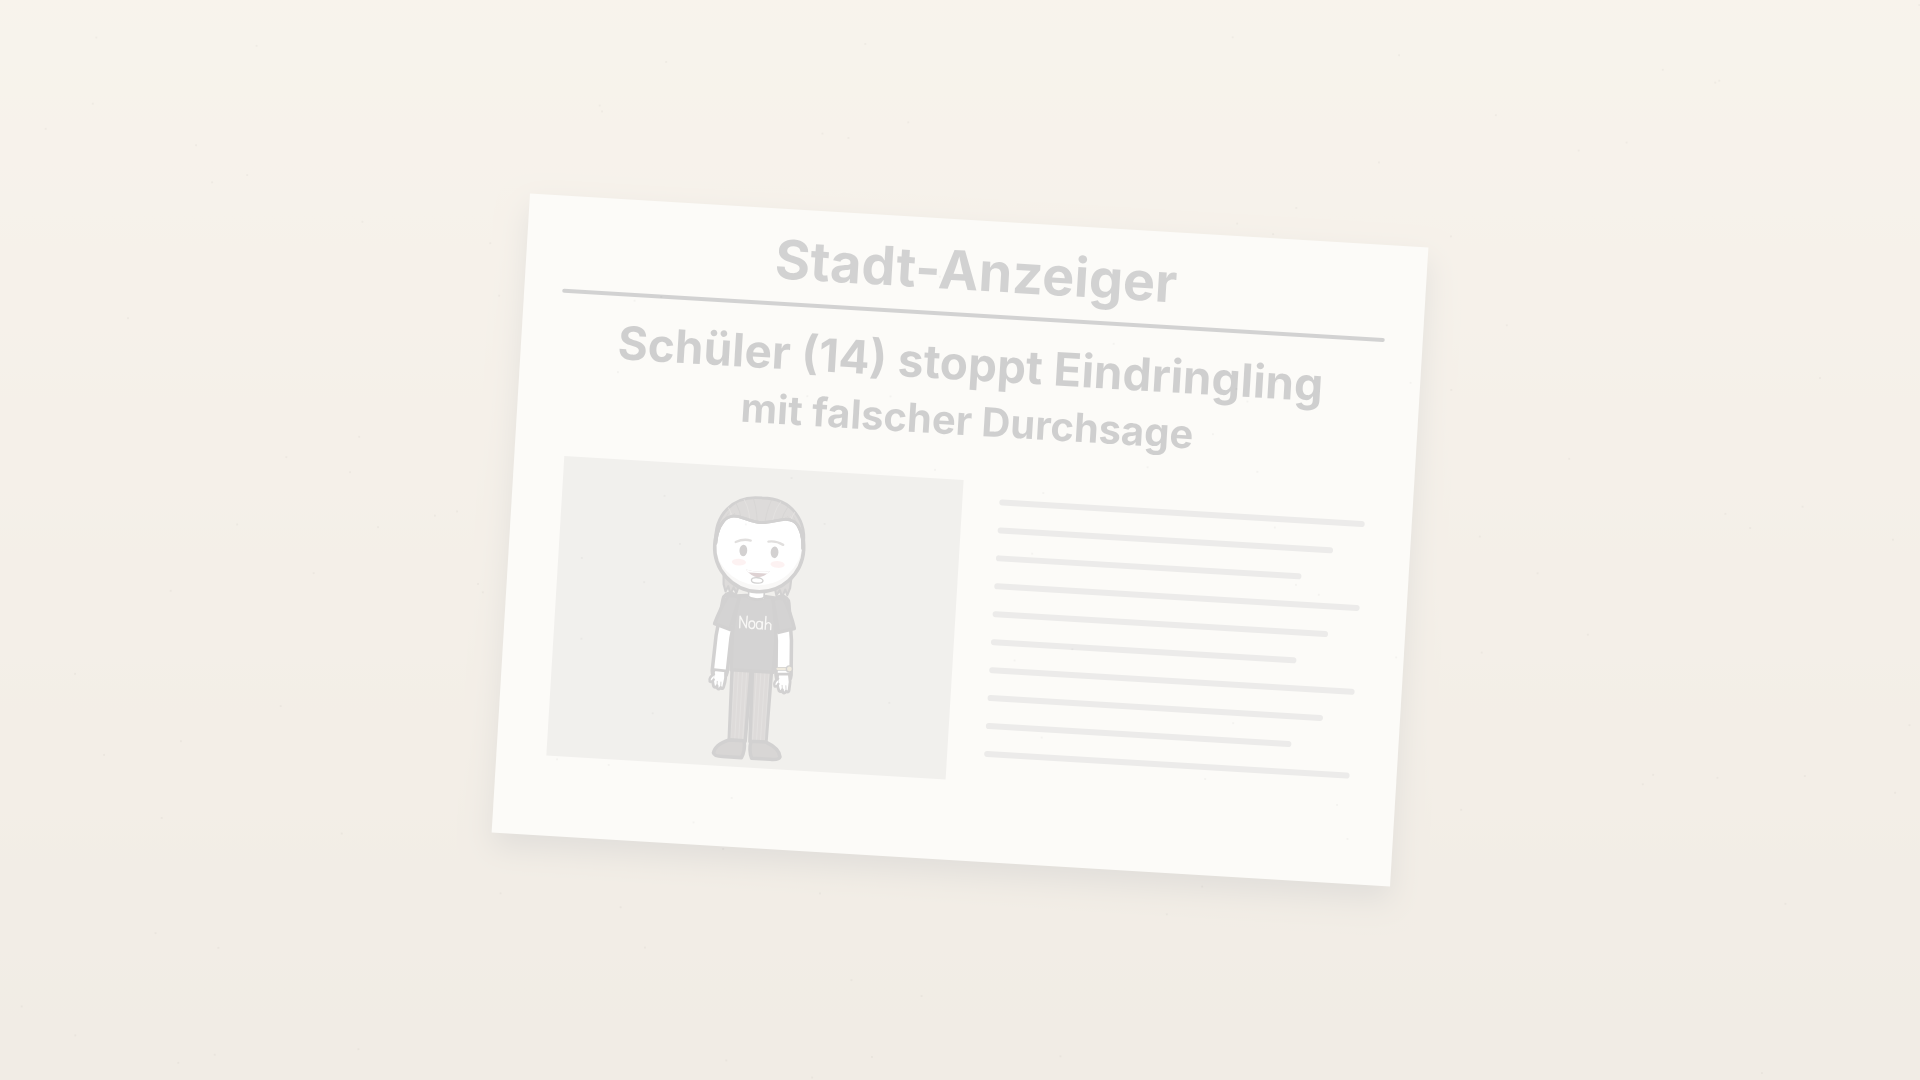 Stadt-Anzeiger
Schüler (14) stoppt Eindringling
mit falscher Durchsage
Noah